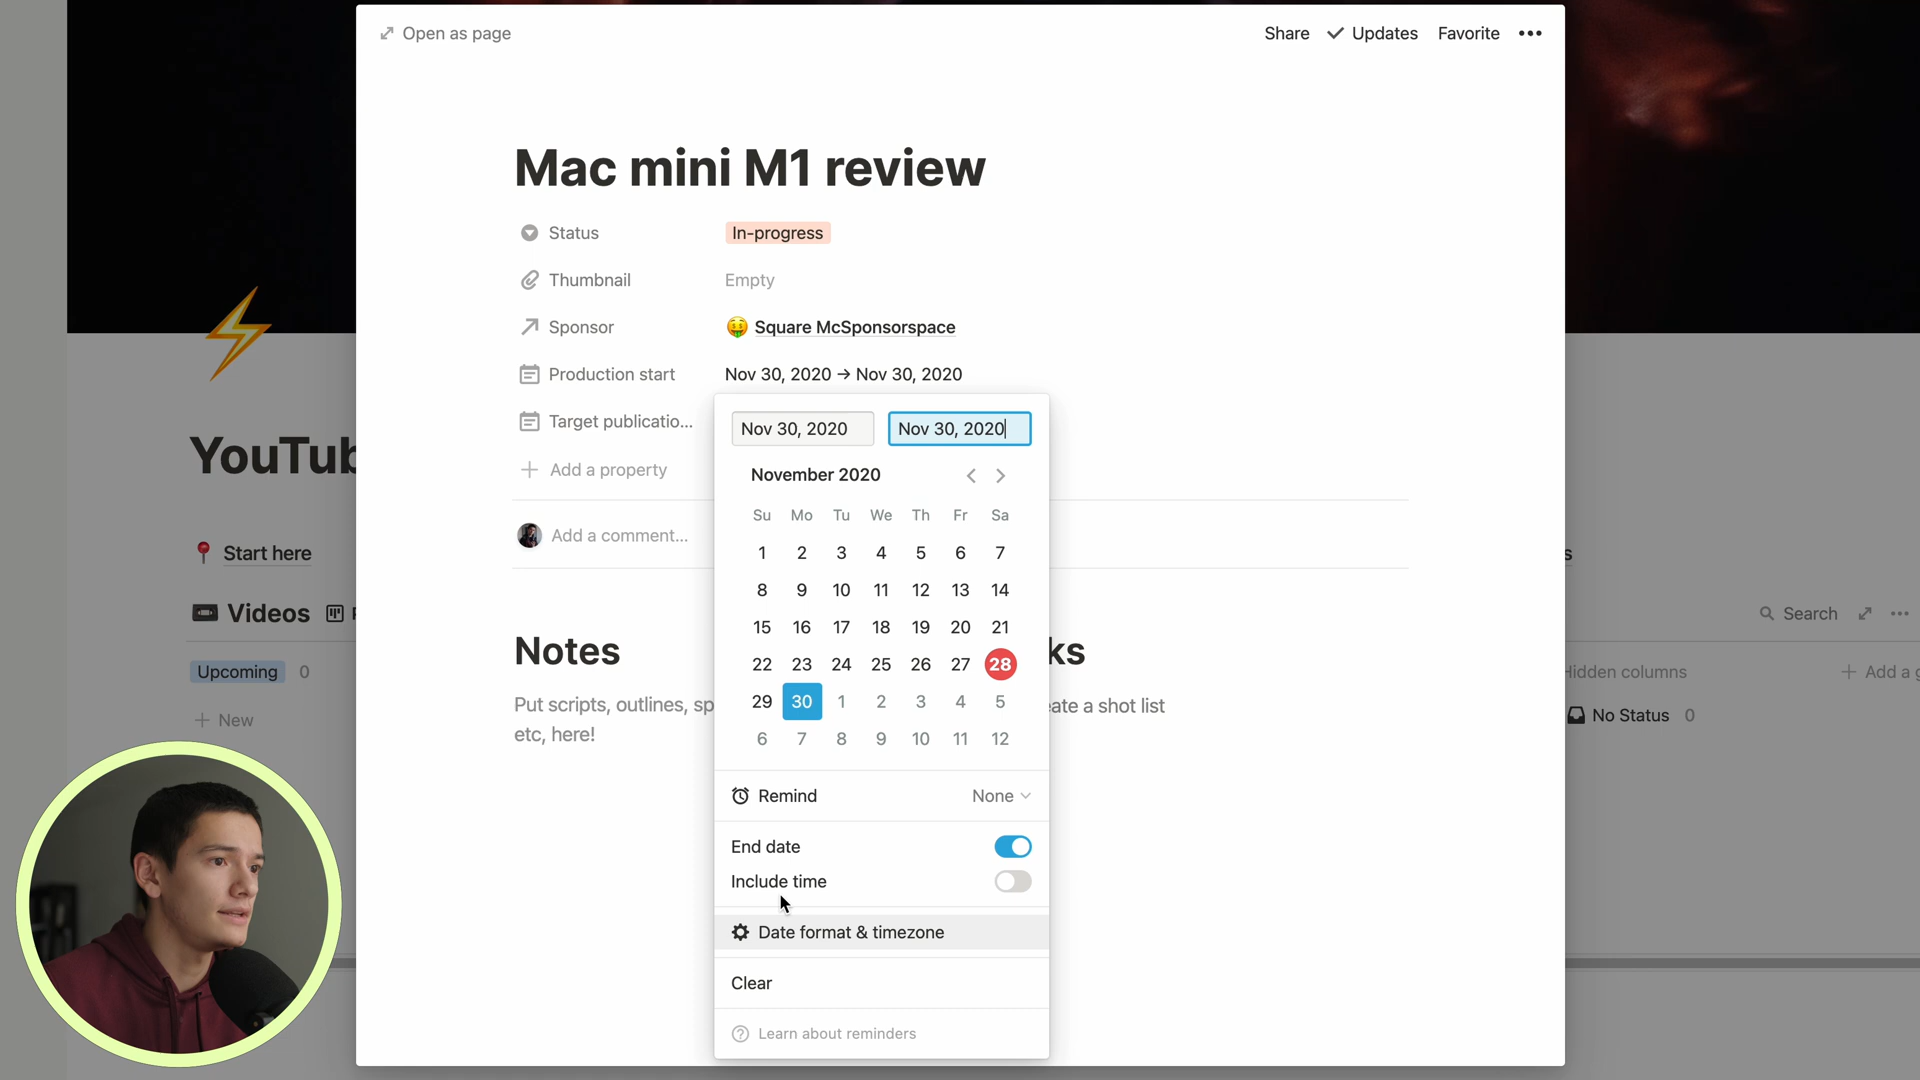 Open as page
Share Updates Favorite
Mac mini M1 review
Status In-progress
Thumbnail Empty
Sponsor Square McSponsorspace
Production start Nov 30, 2020 → Nov 30, 2020
Target publicatio...
Nov 30, 2020 Nov 30, 2020
+ Add a property
November 2020
Su Mo Tu We Th Fr Sa
1 2 3 4 5 6 7
8 9 10 11 12 13 14
15 16 17 18 19 20 21
22 23 24 25 26 27 28
29 30 1 2 3 4 5
6 7 8 9 10 11 12
Remind None
End date
Include time
Date format & timezone
Clear
Learn about reminders
Add a comment...
Notes
Put scripts, outlines, sp
etc, here!
ks
ate a shot list
YouTub
Start here
Videos
Upcoming 0
+ New
s
Search
Hidden columns
+ Add a g
No Status 0